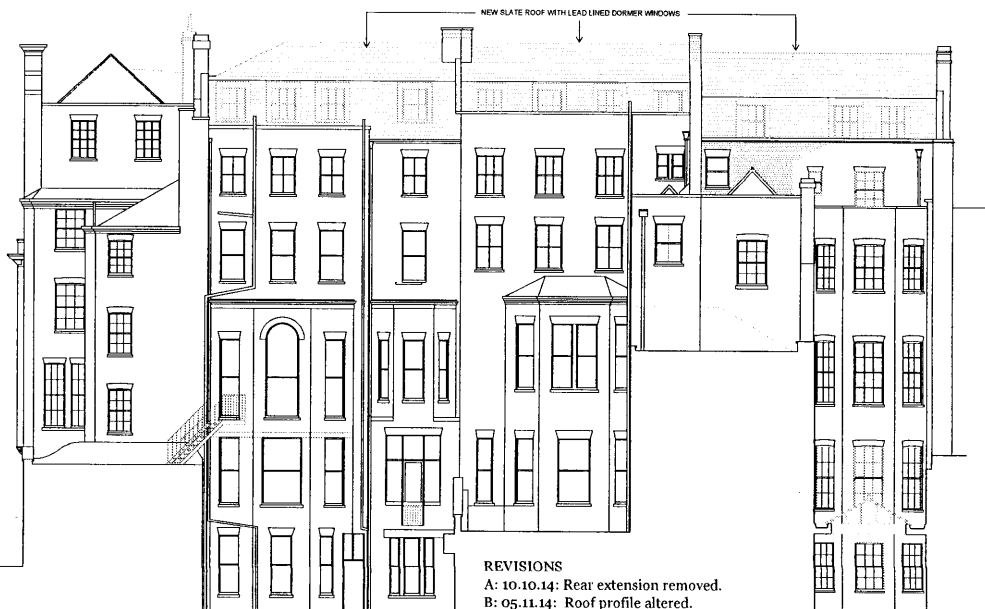 NEW SLATE ROOF WITH LEAD LINED DORMER WINDOWS
REVISIONS
A: 10.10.14: Rear extension removed.
B: 05.11.14: Roof profile altered.